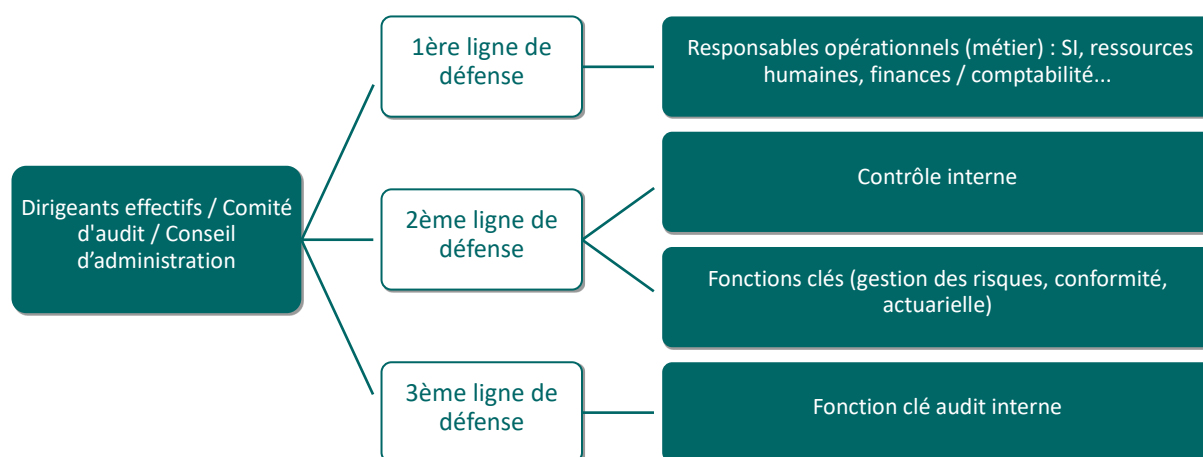 1ère ligne de
défense
Responsables opérationnels (métier) : SI, ressources
humaines, finances / comptabilité...
Dirigeants effectifs / Comité
d'audit / Conseil
d’administration
2ème ligne de
défense
Contrôle interne
Fonctions clés (gestion des risques, conformité,
actuarielle)
3ème ligne de
défense
Fonction clé audit interne